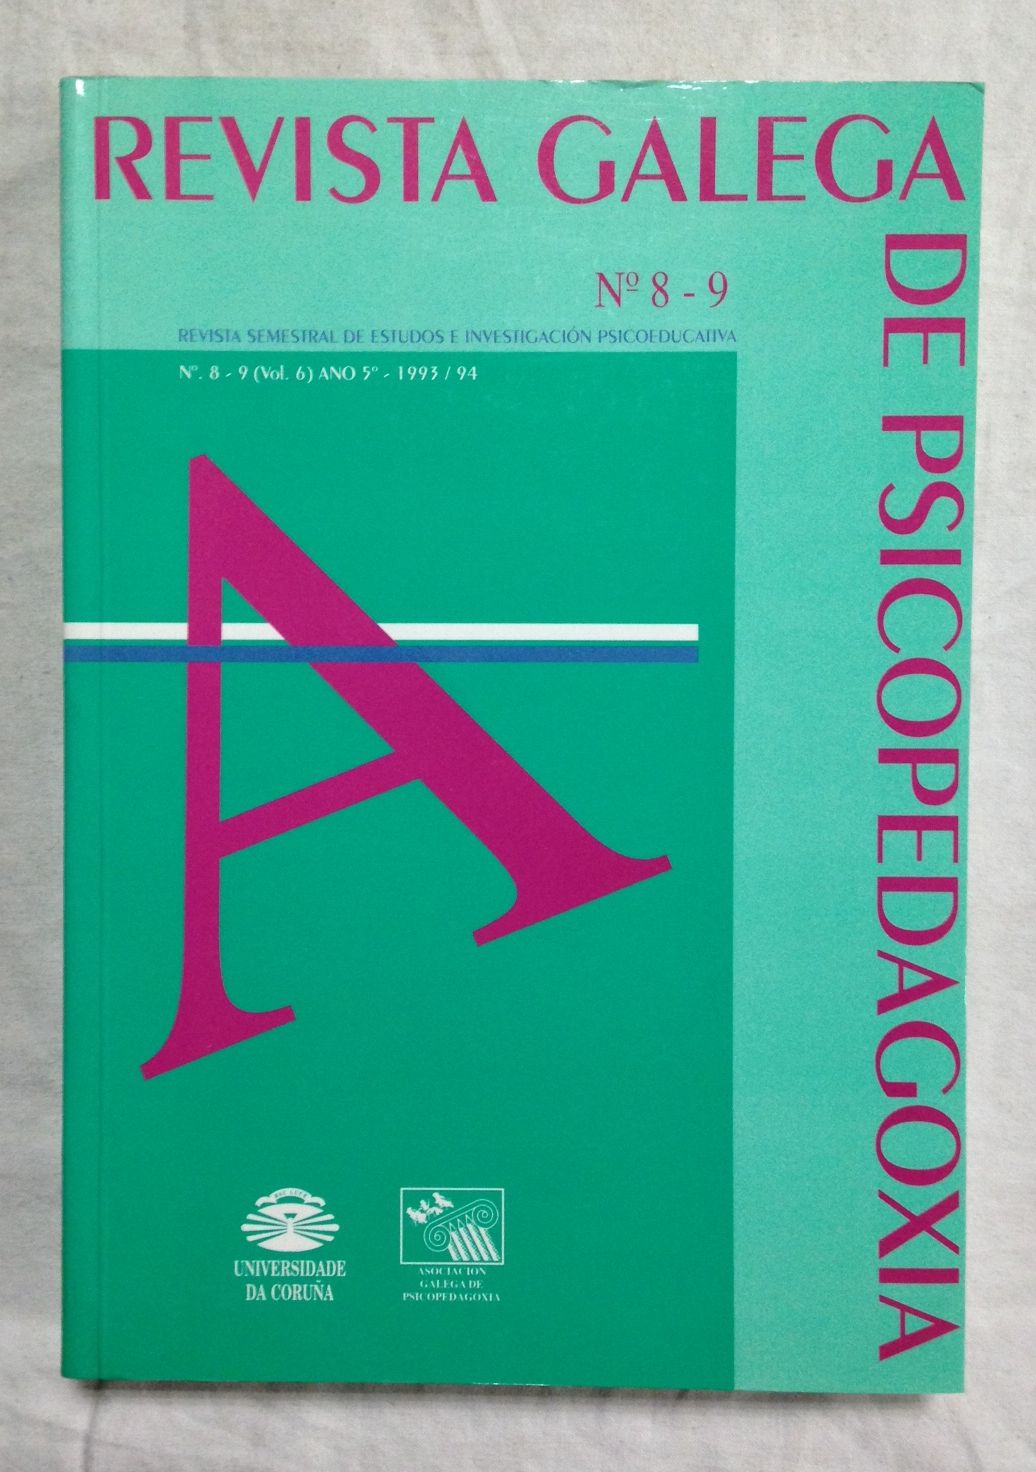 REVISTA GALEGA
DE PSICOPEDAGOXIA
Nº 8 - 9
REVISTA SEMESTRAL DE ESTUDOS E INVESTIGACIÓN PSICOEDUCATIVA
Nº. 8 - 9 (Vol. 6) ANO 5º - 1993 / 94
A
UNIVERSIDADE
DA CORUÑA
ASOCIACION
GALEGA DE
PSICOPEDAGOXIA